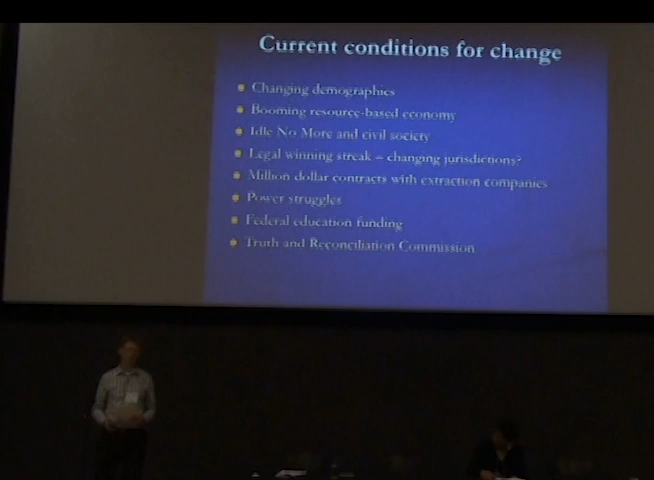 Current conditions for change
Changing demographics
Booming resource-based economy
Idle No More and civil society
Legal winning streak – changing jurisdictions?
Million dollar contracts with extraction companies
Power struggles
Federal education funding
Truth and Reconciliation Commission